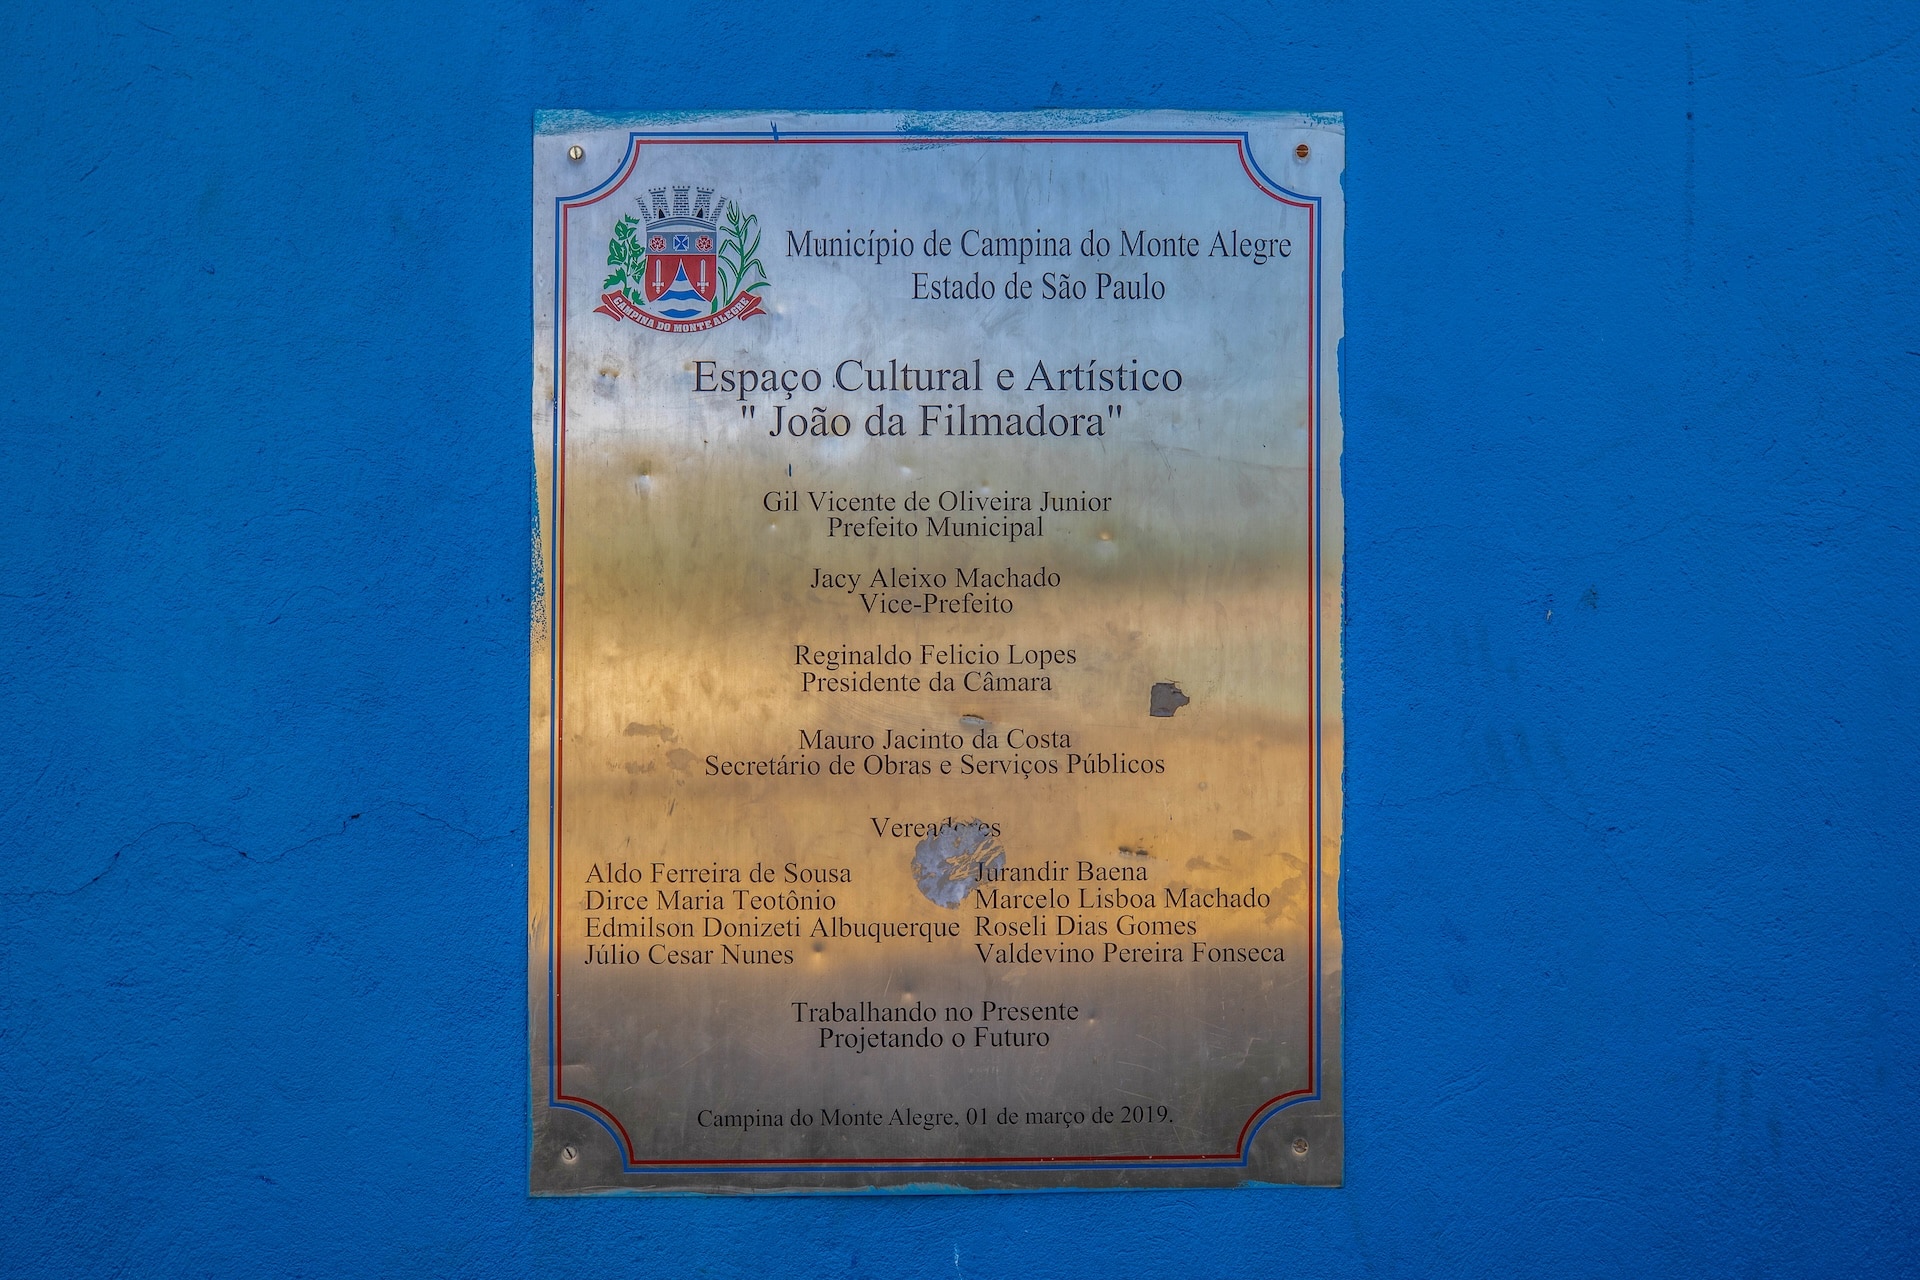 CAMPINA DO MONTE ALEGRE
Município de Campina do Monte Alegre
Estado de São Paulo
Espaço Cultural e Artístico
" João da Filmadora"
Gil Vicente de Oliveira Junior
Prefeito Municipal
Jacy Aleixo Machado
Vice-Prefeito
Reginaldo Felicio Lopes
Presidente da Câmara
Mauro Jacinto da Costa
Secretário de Obras e Serviços Públicos
Vereadores
Aldo Ferreira de Sousa
Dirce Maria Teotônio
Edmilson Donizeti Albuquerque
Júlio Cesar Nunes
Jurandir Baena
Marcelo Lisboa Machado
Roseli Dias Gomes
Valdevino Pereira Fonseca
Trabalhando no Presente
Projetando o Futuro
Campina do Monte Alegre, 01 de março de 2019.